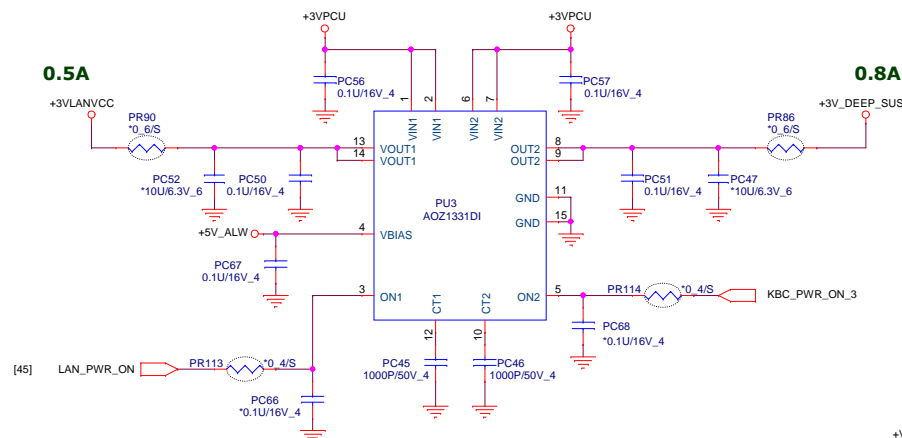 +3VPCU
+3VPCU
0.5A
0.8A
+3VLANVCC
+3V_DEEP_SUS
PC56
0.1U/16V_4
PC57
0.1U/16V_4
1
2
6
7
VIN1
VIN1
VIN2
VIN2
PR90
*0_6/S
PR86
*0_6/S
13
VOUT1
14
VOUT1
8
OUT2
9
OUT2
PC52
*10U/6.3V_6
PC50
0.1U/16V_4
PC51
0.1U/16V_4
PC47
*10U/6.3V_6
PU3
AOZ1331DI
11
GND
15
GND
+5V_ALW
4
VBIAS
PC67
0.1U/16V_4
3
ON1
CT1
CT2
ON2
5
PR114
*0_4/S
KBC_PWR_ON_3
12
10
PC68
*0.1U/16V_4
PC45
1000P/50V_4
PC46
1000P/50V_4
[45]
LAN_PWR_ON
PR113
*0_4/S
PC66
*0.1U/16V_4
+V